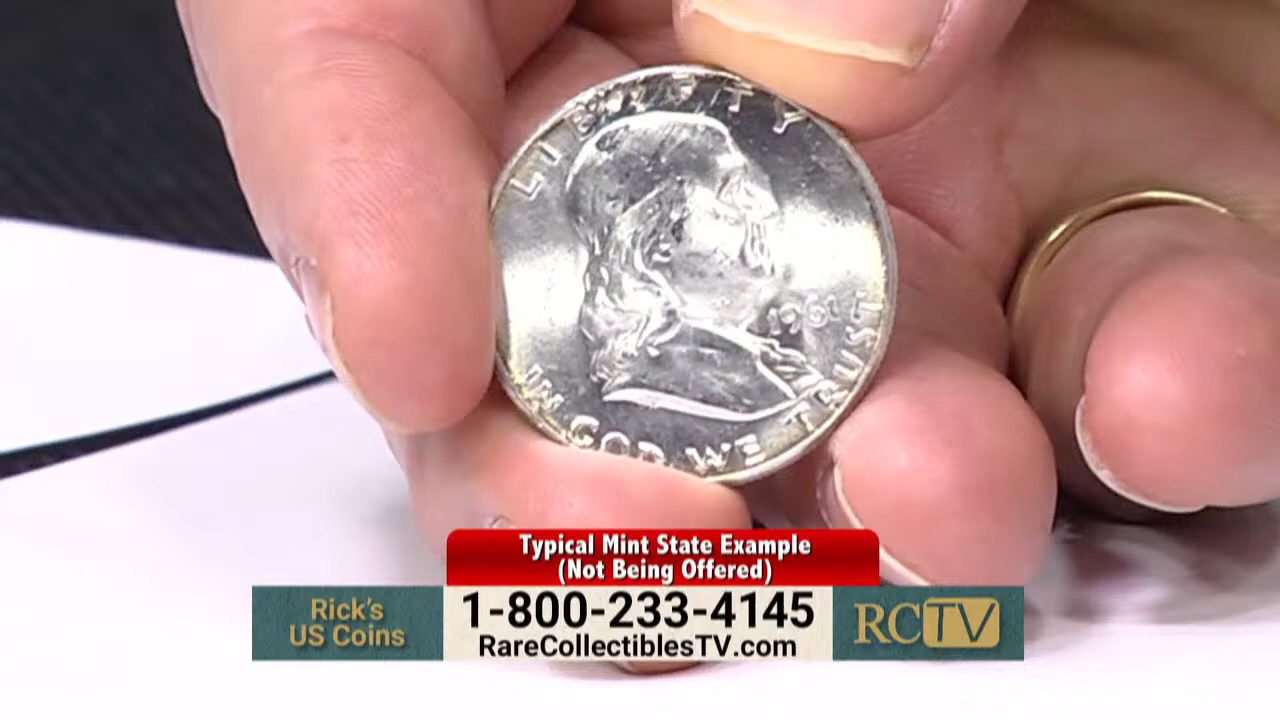 LIBERTY
1961
IN GOD WE TRUST
Typical Mint State Example
(Not Being Offered)
Rick's
US Coins
1-800-233-4145
RareCollectiblesTV.com
RCTV